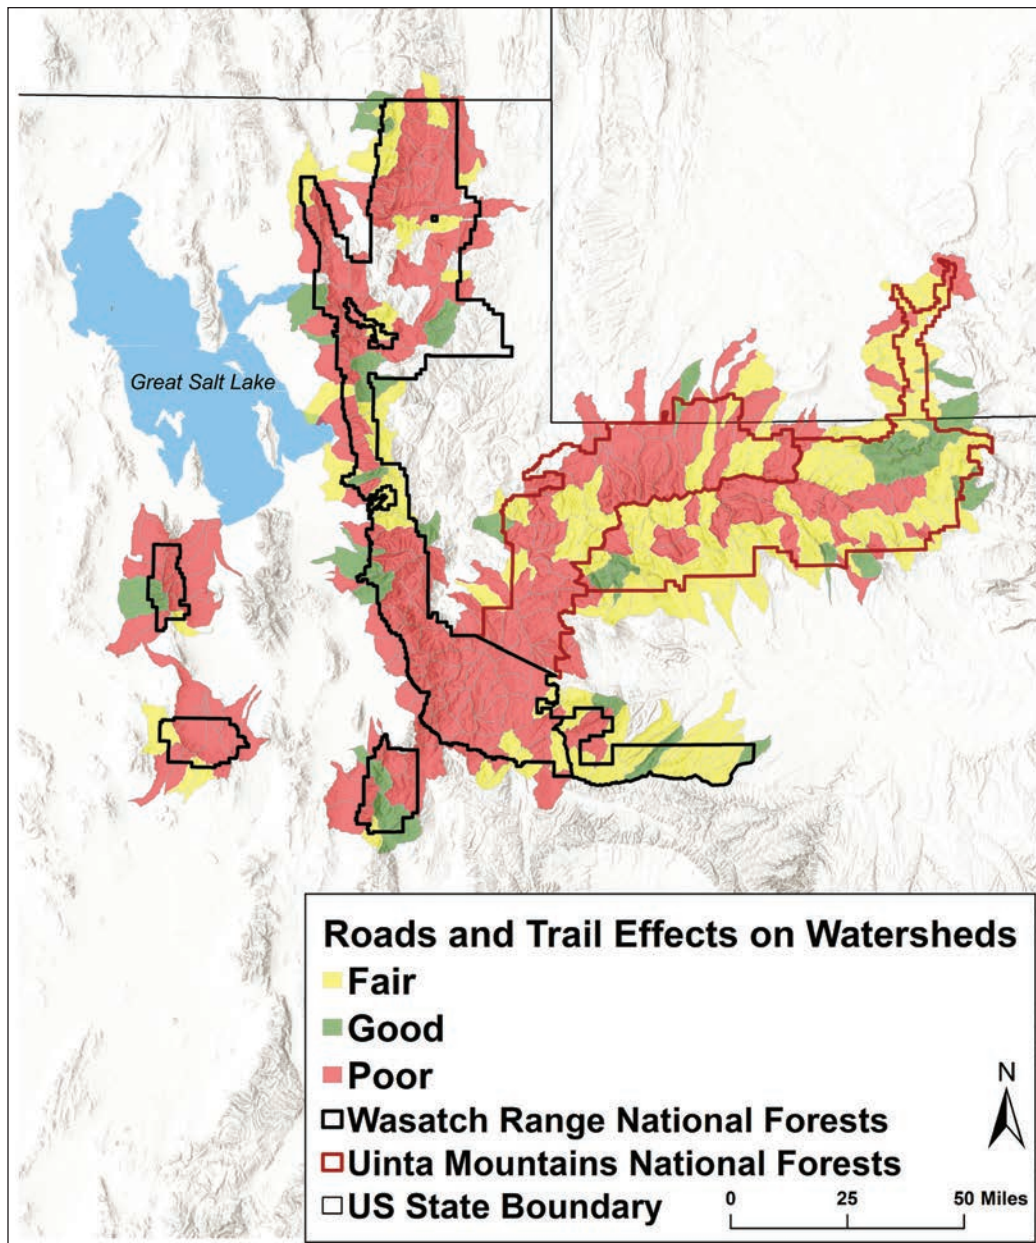 Great Salt Lake
Roads and Trail Effects on Watersheds
Fair
Good
Poor
Wasatch Range National Forests
Uinta Mountains National Forests
US State Boundary
N
0 25 50 Miles